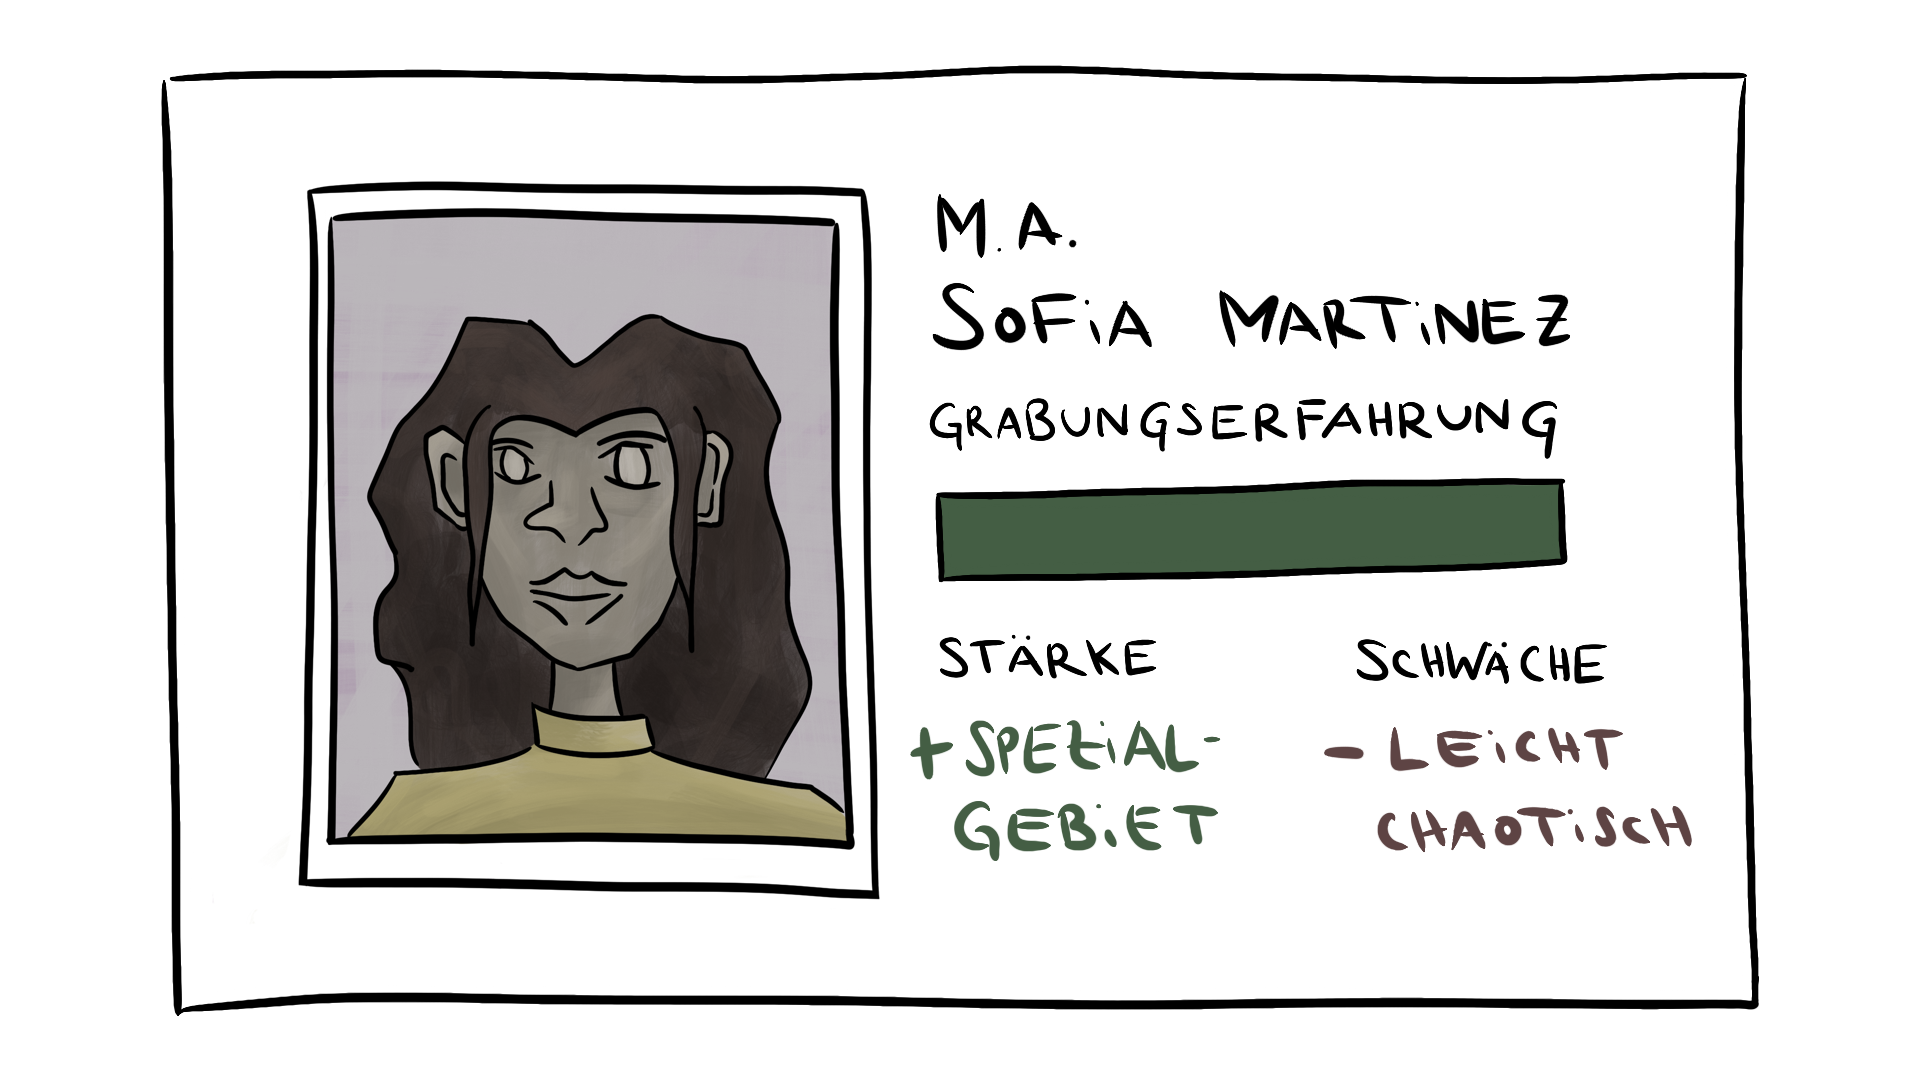 M.A.
SOFIA MARTINEZ
GRABUNGSERFAHRUNG
STÄRKE
+ SPEZIAL-
GEBIET
SCHWÄCHE
- LEICHT
CHAOTISCH